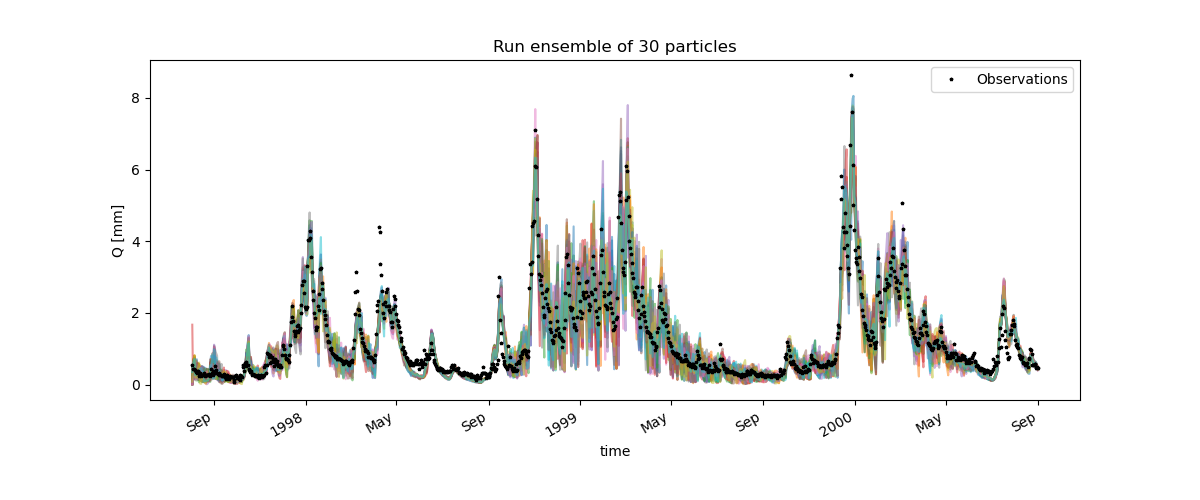 Run ensemble of 30 particles
Observations
8
6
4
2
0
Q [mm]
Sep
1998
May
Sep
1999
May
Sep
2000
May
Sep
time